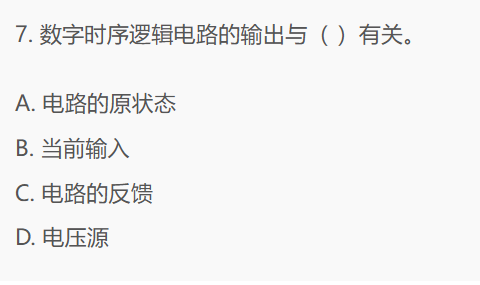 7. 数字时序逻辑电路的输出与（ ）有关。
A. 电路的原状态
B. 当前输入
C. 电路的反馈
D. 电压源